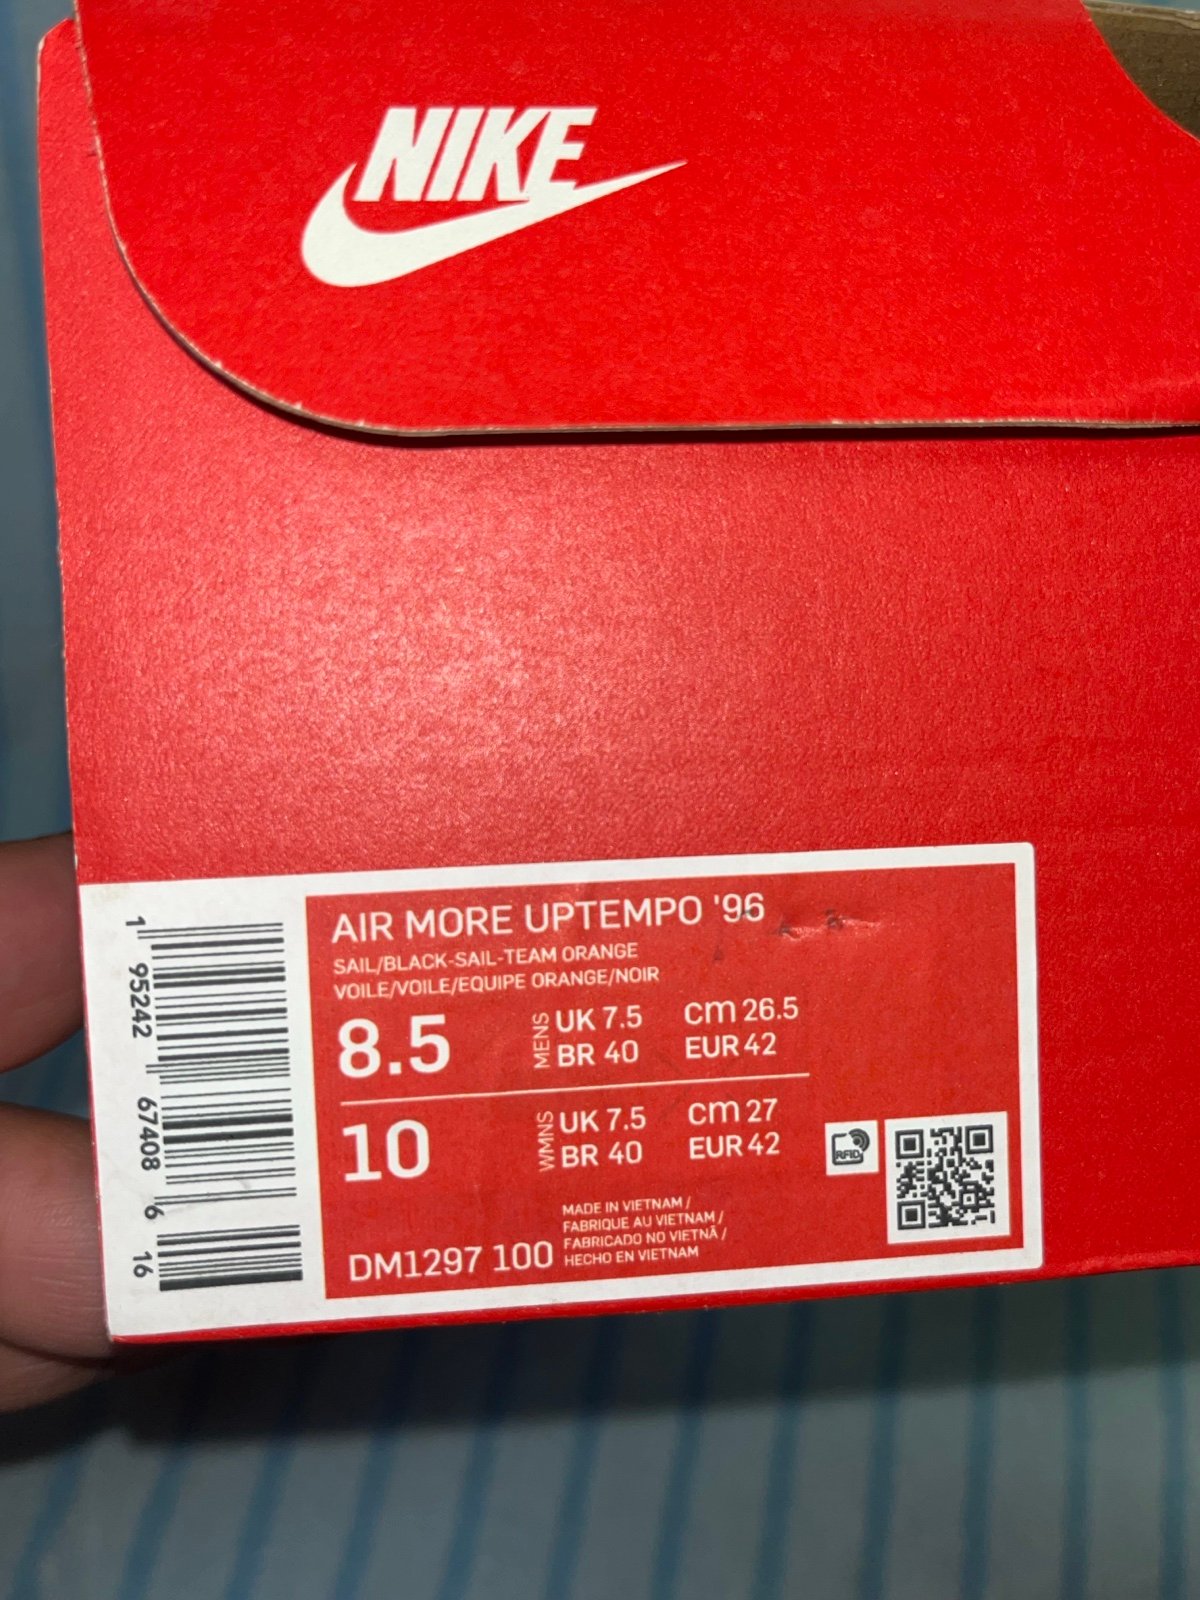 NIKE
AIR MORE UPTEMPO '96
SAIL/BLACK-SAIL-TEAM ORANGE
VOILE/VOILE/EQUIPE ORANGE/NOIR
8.5
MENS
UK 7.5
cm 26.5
BR 40
EUR 42
10
WMNS
UK 7.5
cm 27
BR 40
EUR 42
RFID
MADE IN VIETNAM /
FABRIQUE AU VIETNAM /
FABRICADO NO VIETNÃ /
HECHO EN VIETNAM
DM1297 100
1 95242 67408 6 16